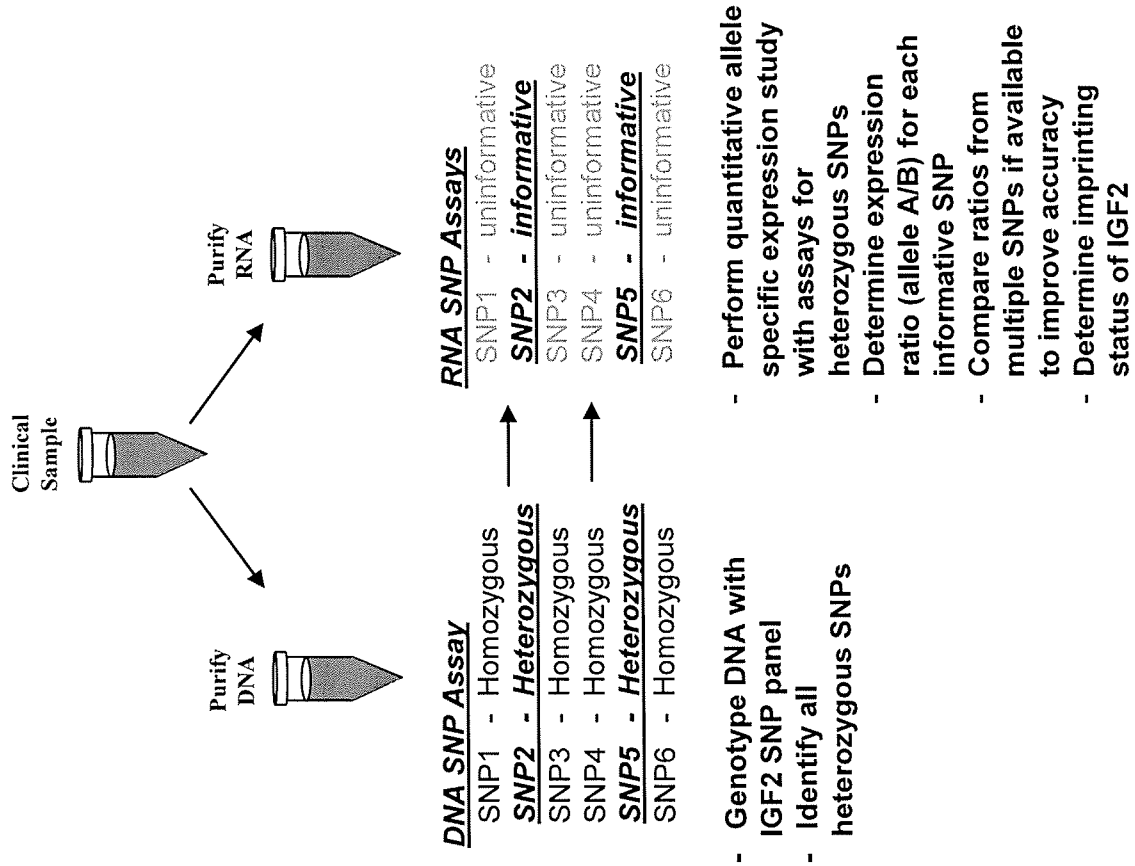 Clinical
Sample
Purify
DNA
Purify
RNA
DNA SNP Assay
SNP1 - Homozygous
SNP2 - Heterozygous
SNP3 - Homozygous
SNP4 - Homozygous
SNP5 - Heterozygous
SNP6 - Homozygous
- Genotype DNA with
IGF2 SNP panel
- Identify all
heterozygous SNPs
RNA SNP Assays
SNP1 - uninformative
SNP2 - informative
SNP3 - uninformative
SNP4 - uninformative
SNP5 - informative
SNP6 - uninformative
- Perform quantitative allele
specific expression study
with assays for
heterozygous SNPs
- Determine expression
ratio (allele A/B) for each
informative SNP
- Compare ratios from
multiple SNPs if available
to improve accuracy
- Determine imprinting
status of IGF2